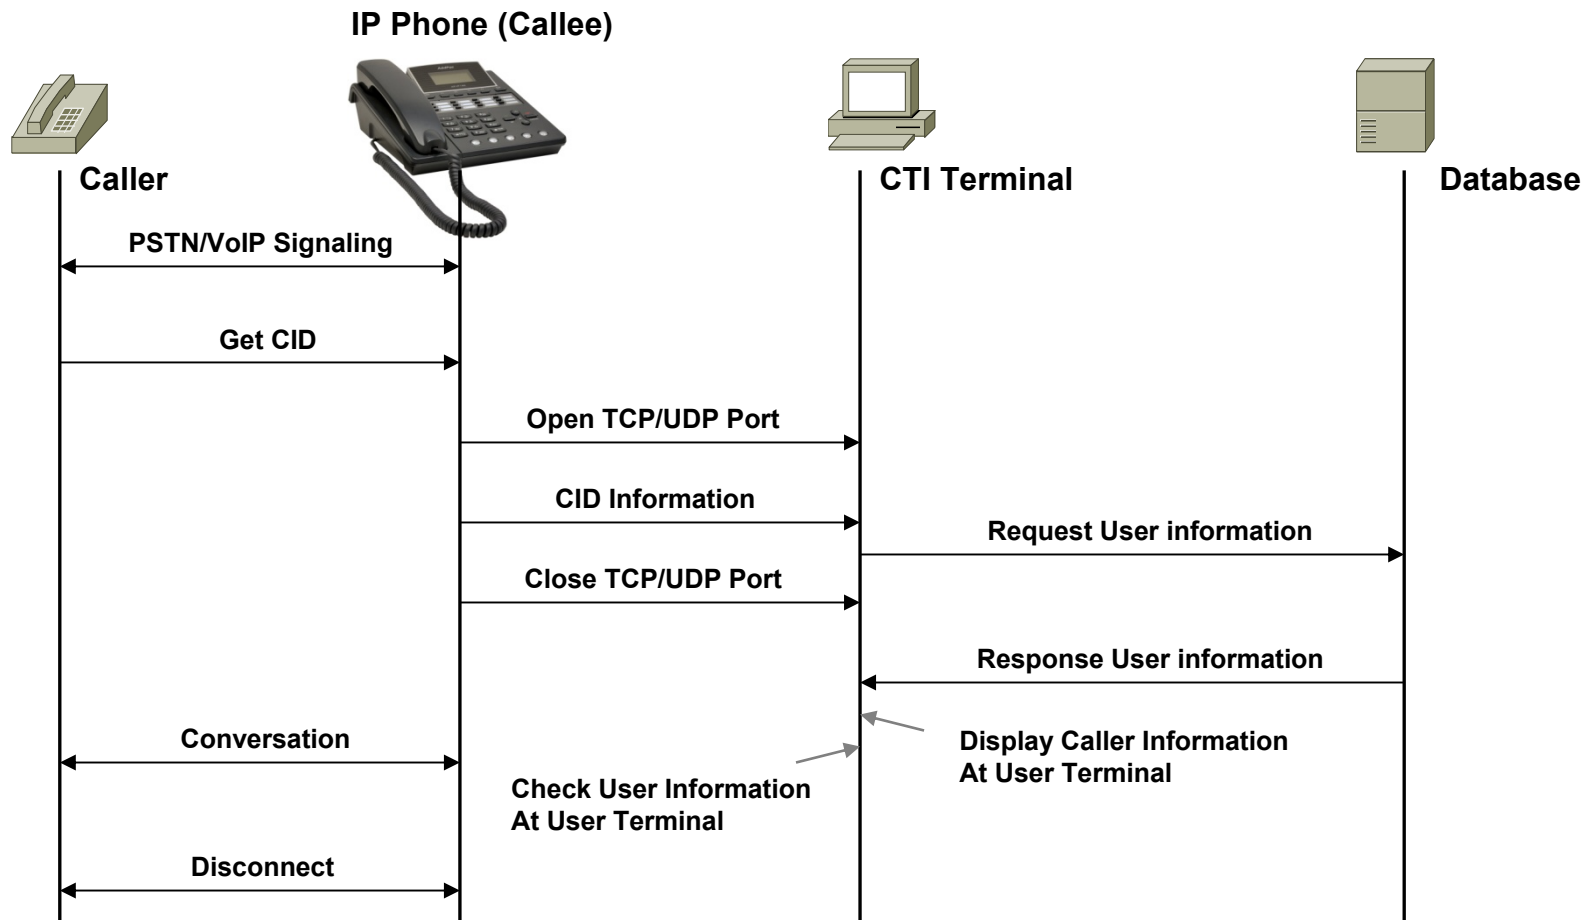 IP Phone (Callee)
Caller
CTI Terminal
Database
PSTN/VoIP Signaling
Get CID
Open TCP/UDP Port
CID Information
Request User information
Close TCP/UDP Port
Response User information
Conversation
Display Caller Information
At User Terminal
Check User Information
At User Terminal
Disconnect